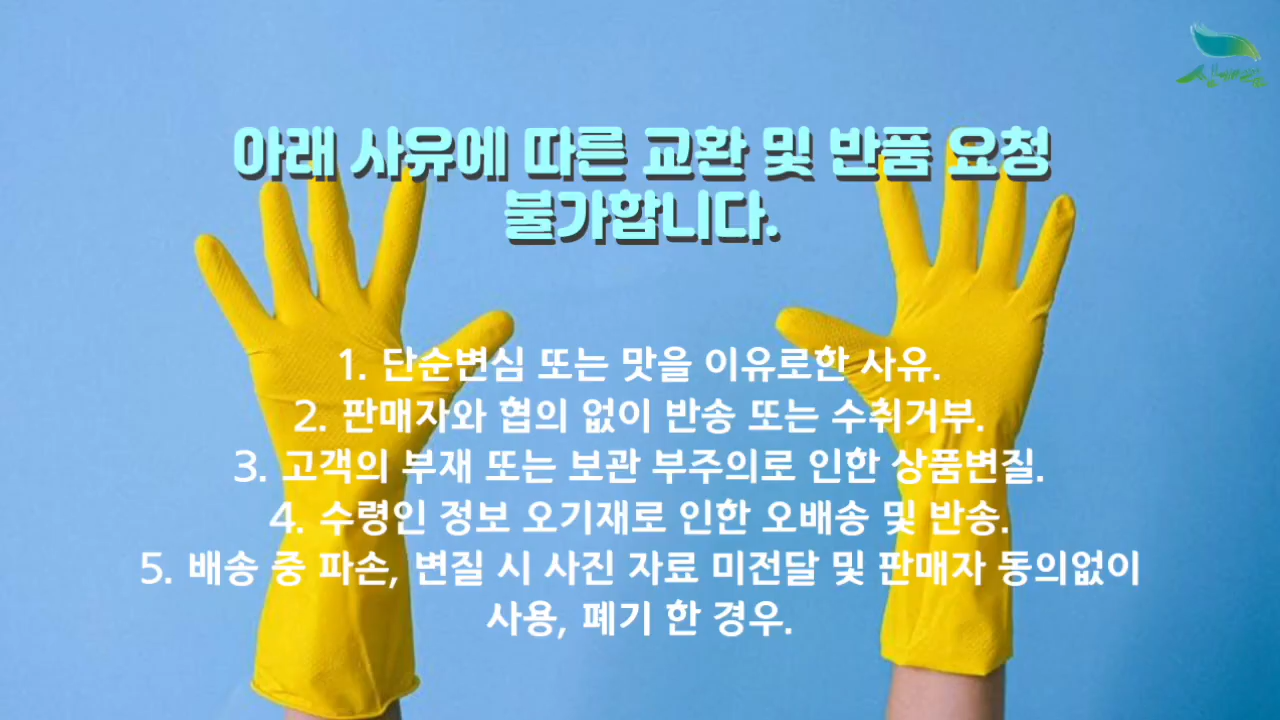 아래 사유에 따른 교환 및 반품 요청
불가합니다.
1. 단순변심 또는 맛을 이유로한 사유.
2. 판매자와 협의 없이 반송 또는 수취거부.
3. 고객의 부재 또는 보관 부주의로 인한 상품변질.
4. 수령인 정보 오기재로 인한 오배송 및 반송.
5. 배송 중 파손, 변질 시 사진 자료 미전달 및 판매자 동의없이
사용, 폐기 한 경우.